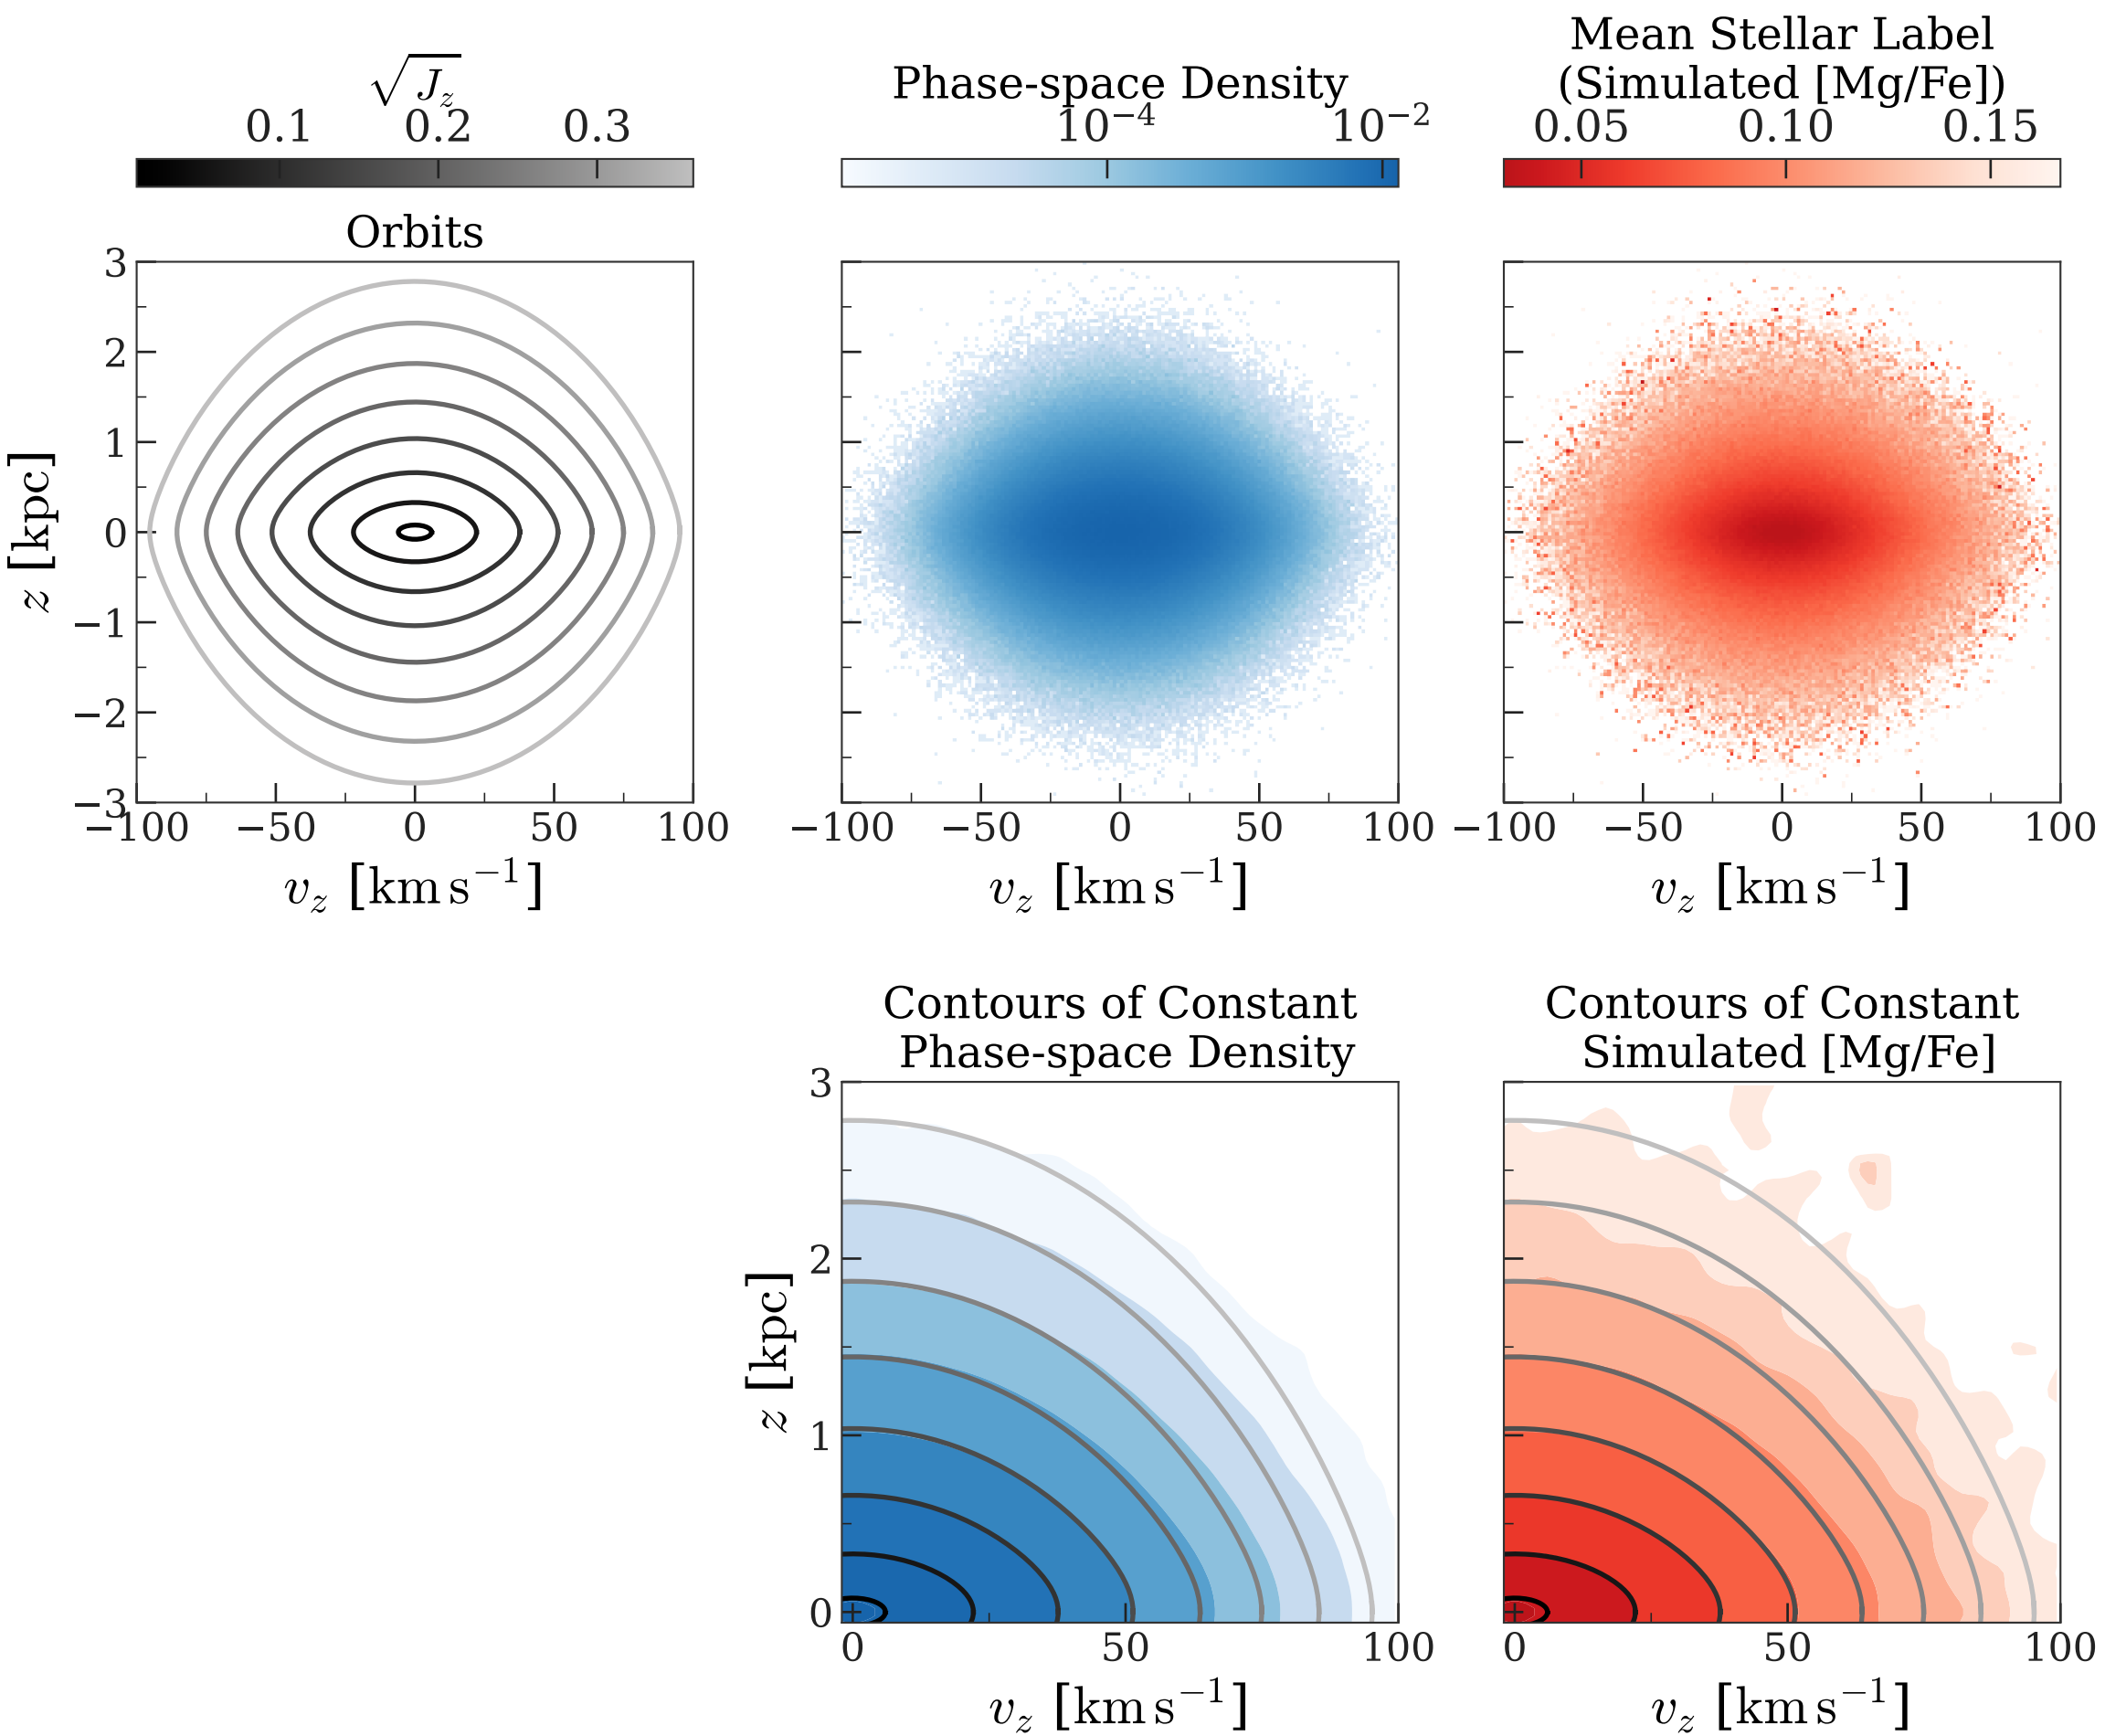 √J_z
0.1 0.2 0.3
Orbits
3
2
1
0
−1
−2
−3
z [kpc]
−100 −50 0 50 100
v_z [km s⁻¹]
Phase-space Density
10⁻⁴ 10⁻²
−100 −50 0 50 100
v_z [km s⁻¹]
Mean Stellar Label
(Simulated [Mg/Fe])
0.05 0.10 0.15
−100 −50 0 50 100
v_z [km s⁻¹]
Contours of Constant
Phase-space Density
3
2
1
0
z [kpc]
0 50 100
v_z [km s⁻¹]
Contours of Constant
Simulated [Mg/Fe]
0 50 100
v_z [km s⁻¹]